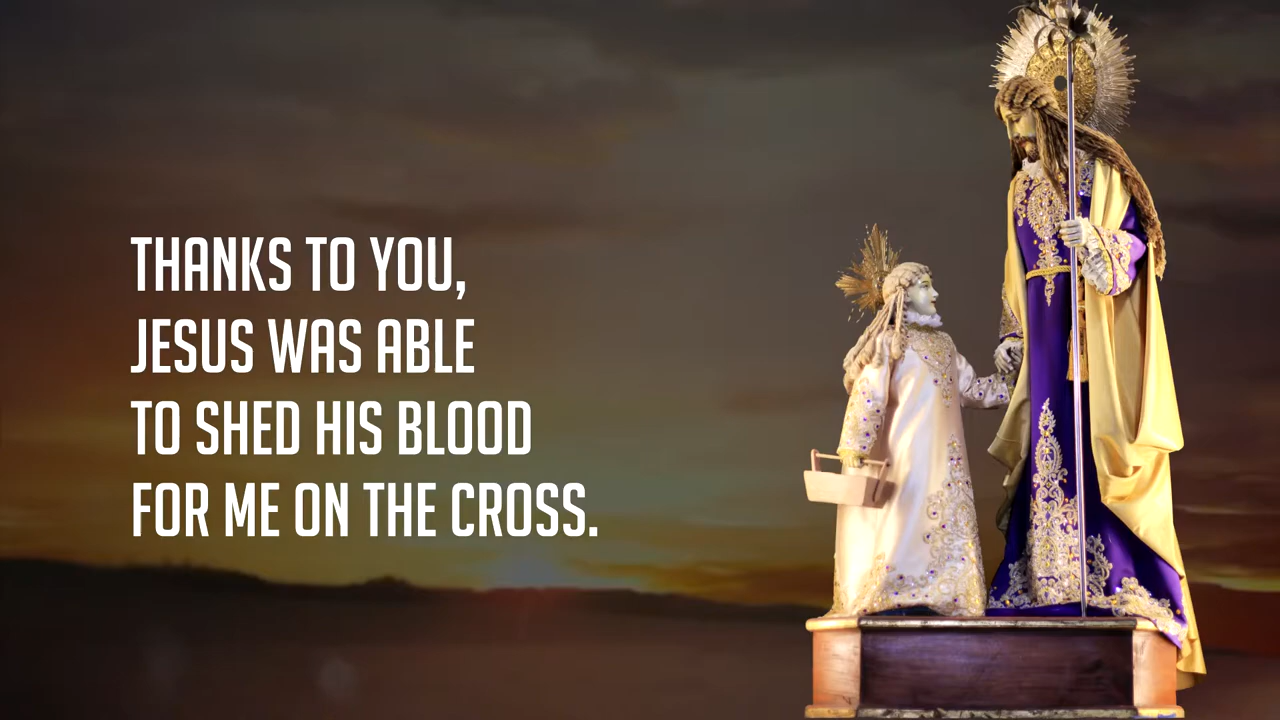 THANKS TO YOU,
JESUS WAS ABLE
TO SHED HIS BLOOD
FOR ME ON THE CROSS.